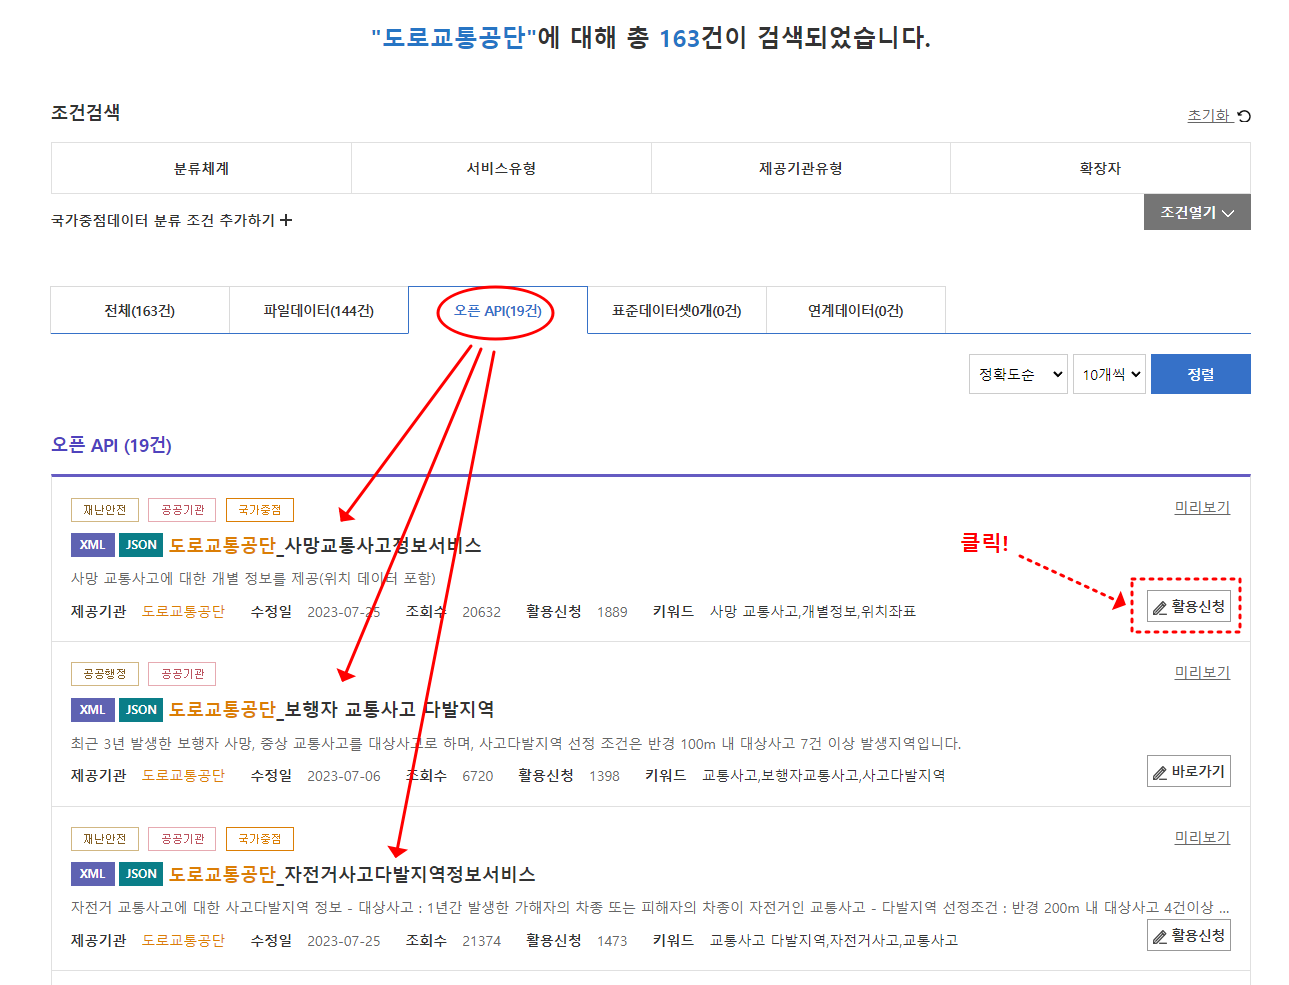 "도로교통공단"에 대해 총 163건이 검색되었습니다.
조건검색
초기화
분류체계 서비스유형 제공기관유형 확장자
국가중점데이터 분류 조건 추가하기
조건열기
전체(163건) 파일데이터(144건) 오픈 API(19건) 표준데이터셋0개(0건) 연계데이터(0건)
정확도순 10개씩 정렬
오픈 API (19건)
재난안전 공공기관 국가중점 미리보기
XML JSON 도로교통공단_사망교통사고정보서비스
클릭!
사망 교통사고에 대한 개별 정보를 제공(위치 데이터 포함)
제공기관 도로교통공단 수정일 2023-07-25 조회수 20632 활용신청 1889 키워드 사망 교통사고,개별정보,위치좌표
활용신청
공공행정 공공기관 미리보기
XML JSON 도로교통공단_보행자 교통사고 다발지역
최근 3년 발생한 보행자 사망, 중상 교통사고를 대상사고로 하며, 사고다발지역 선정 조건은 반경 100m 내 대상사고 7건 이상 발생지역입니다.
제공기관 도로교통공단 수정일 2023-07-06 조회수 6720 활용신청 1398 키워드 교통사고,보행자교통사고,사고다발지역
바로가기
재난안전 공공기관 국가중점 미리보기
XML JSON 도로교통공단_자전거사고다발지역정보서비스
자전거 교통사고에 대한 사고다발지역 정보 - 대상사고 : 1년간 발생한 가해자의 차종 또는 피해자의 차종이 자전거인 교통사고 - 다발지역 선정조건 : 반경 200m 내 대상사고 4건이상 ...
제공기관 도로교통공단 수정일 2023-07-25 조회수 21374 활용신청 1473 키워드 교통사고 다발지역,자전거사고,교통사고
활용신청